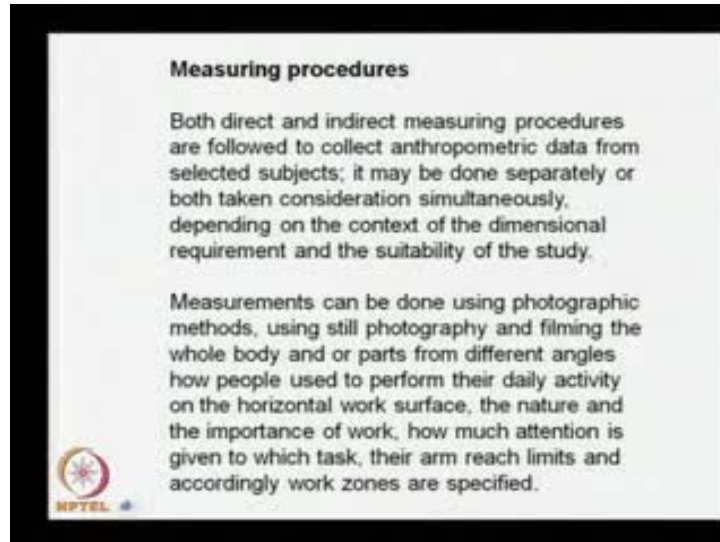 Measuring procedures
Both direct and indirect measuring procedures
are followed to collect anthropometric data from
selected subjects; it may be done separately or
both taken consideration simultaneously,
depending on the context of the dimensional
requirement and the suitability of the study.
Measurements can be done using photographic
methods, using still photography and filming the
whole body and or parts from different angles
how people used to perform their daily activity
on the horizontal work surface, the nature and
the importance of work, how much attention is
given to which task, their arm reach limits and
accordingly work zones are specified.
NPTEL